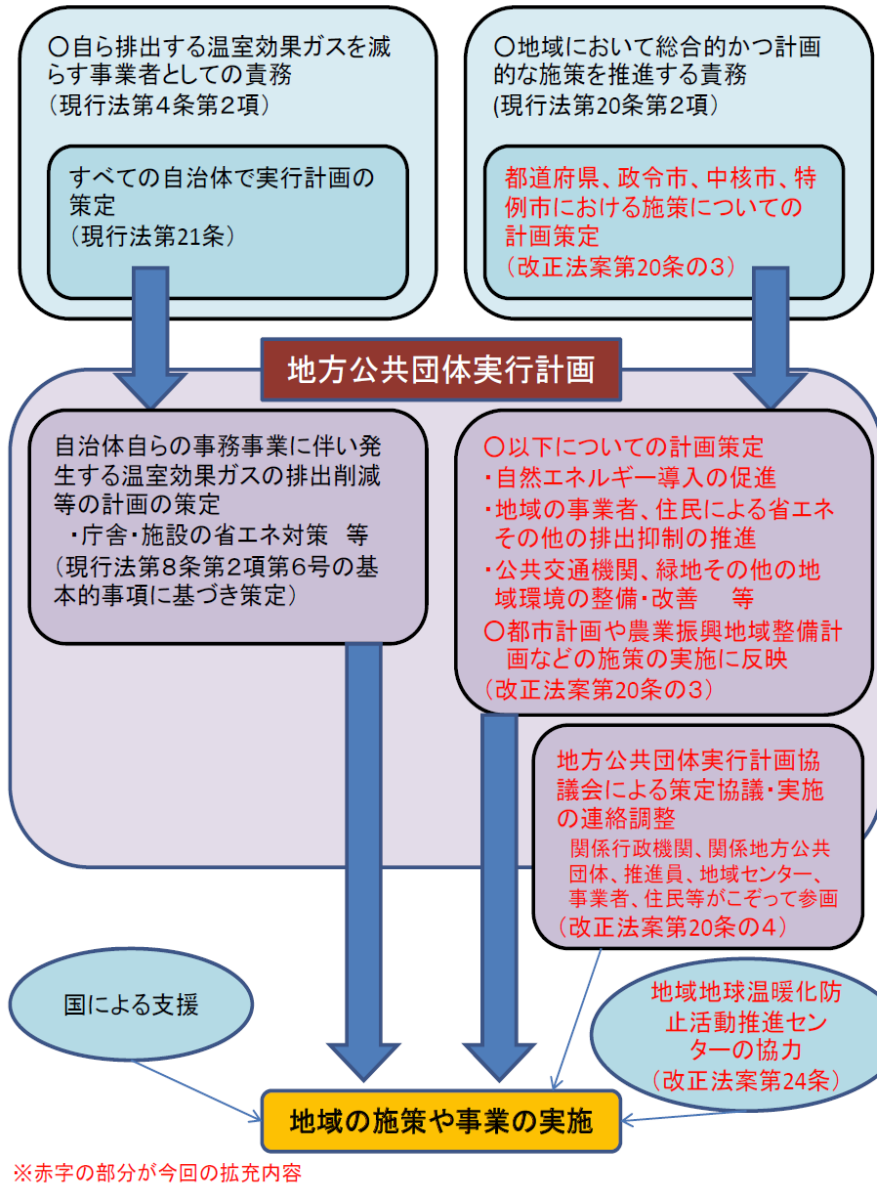 〇自ら排出する温室効果ガスを減
らす事業者としての責務
(現行法第4条第2項)
すべての自治体で実行計画の
策定
(現行法第21条)
〇地域において総合的かつ計画
的な施策を推進する責務
(現行法第20条第2項)
都道府県、政令市、中核市、特
例市における施策についての
計画策定
(改正法案第20条の3)
地方公共団体実行計画
自治体自らの事務事業に伴い発
生する温室効果ガスの排出削減
等の計画の策定
・庁舎・施設の省エネ対策 等
(現行法第8条第2項第6号の基
本的事項に基づき策定)
〇以下についての計画策定
・自然エネルギー導入の促進
・地域の事業者、住民による省エネ
その他の排出抑制の推進
・公共交通機関、緑地その他の地
域環境の整備・改善 等
〇都市計画や農業振興地域整備計
画などの施策の実施に反映
(改正法案第20条の3)
地方公共団体実行計画協
議会による策定協議・実施
の連絡調整
関係行政機関、関係地方公共
団体、推進員、地域センター、
事業者、住民等がこぞって参画
(改正法案第20条の4)
国による支援
地域地球温暖化防
止活動推進セン
ターの協力
(改正法案第24条)
地域の施策や事業の実施
※赤字の部分が今回の拡充内容